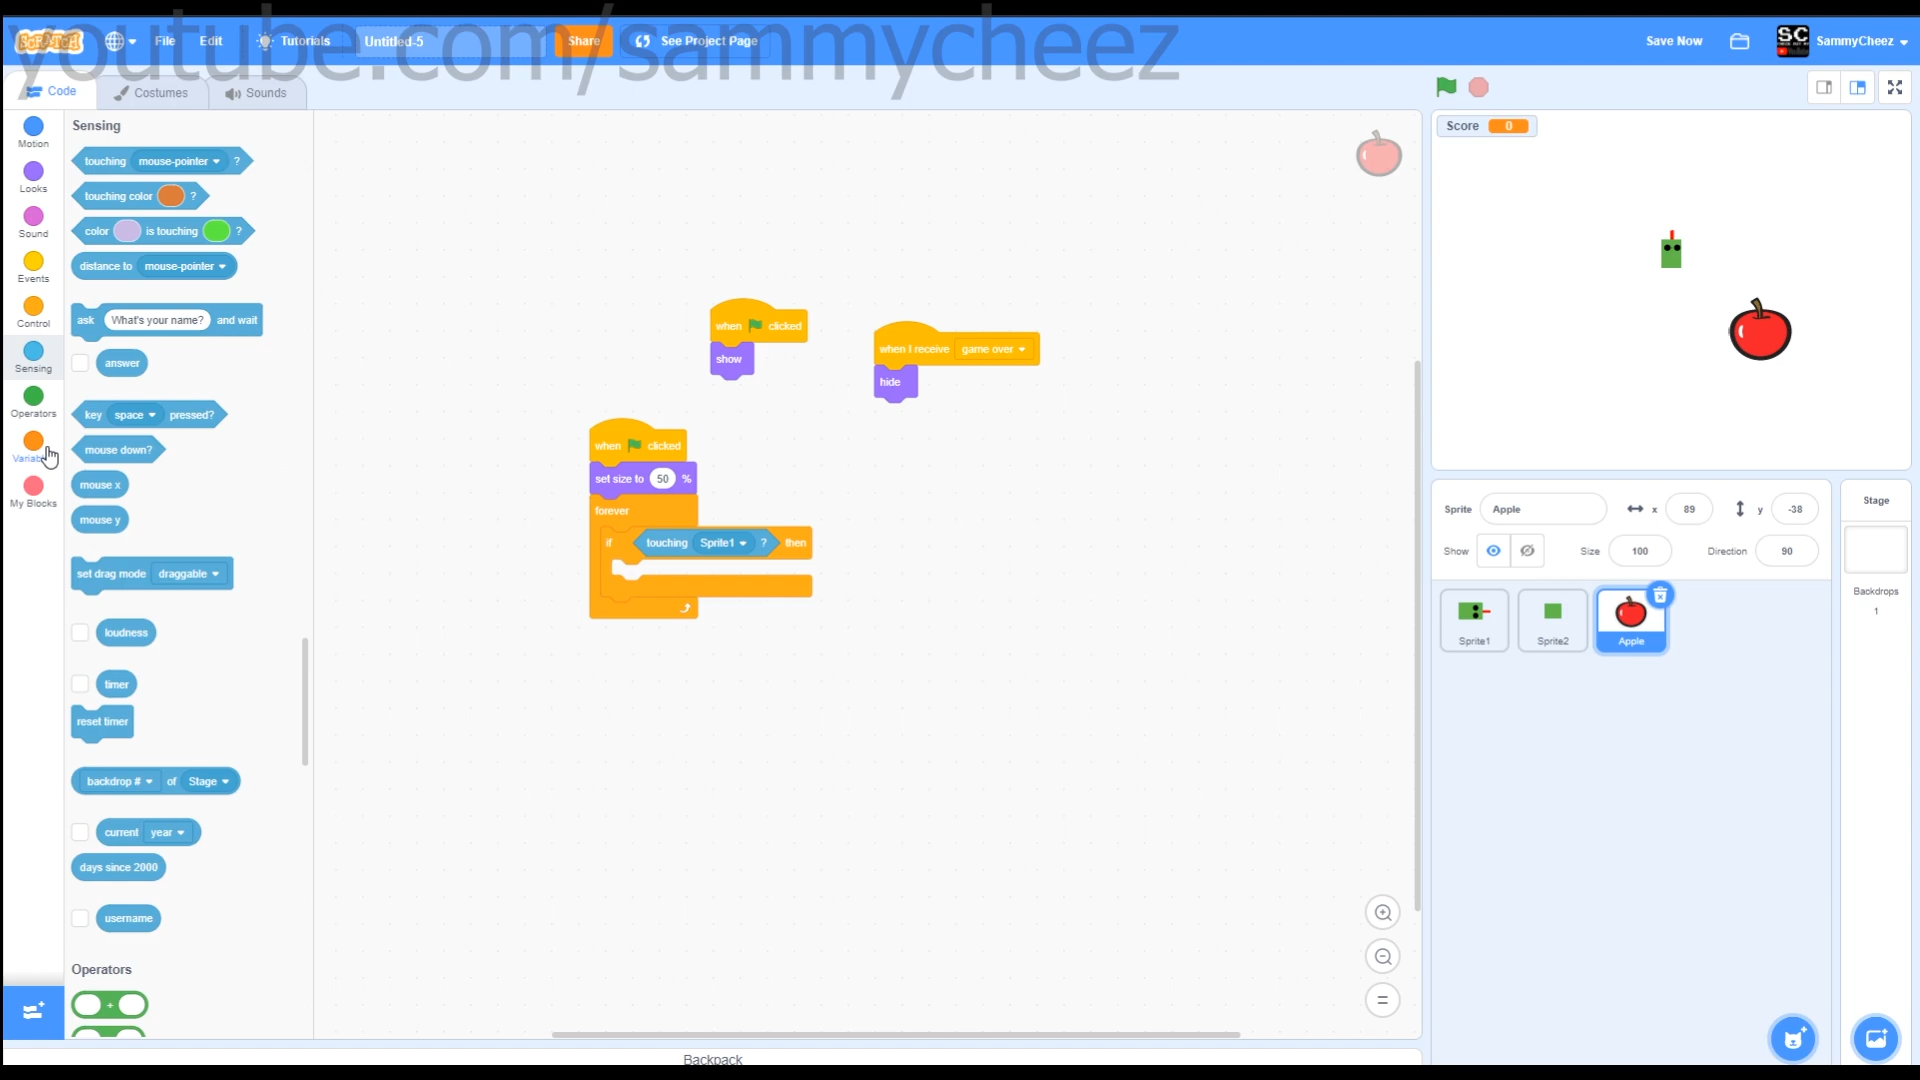 youtube.com/sammycheez
SCRATCH
File
Edit
Tutorials
Untitled-5
Share
See Project Page
Save Now
SC
SammyCheez
Code
Costumes
Sounds
Motion
Looks
Sound
Events
Control
Sensing
Operators
Variab
My Blocks
Sensing
touching mouse-pointer ?
touching color ?
color is touching ?
distance to mouse-pointer
ask What's your name? and wait
answer
key space pressed?
mouse down?
mouse x
mouse y
set drag mode draggable
loudness
timer
reset timer
backdrop # of Stage
current year
days since 2000
username
Operators
+
when clicked
show
when I receive game over
hide
when clicked
set size to 50 %
forever
if touching Sprite1 ? then
Backpack
Score 0
Sprite Apple x 89 y -38
Show Size 100 Direction 90
Sprite1
Sprite2
Apple
Stage
Backdrops
1